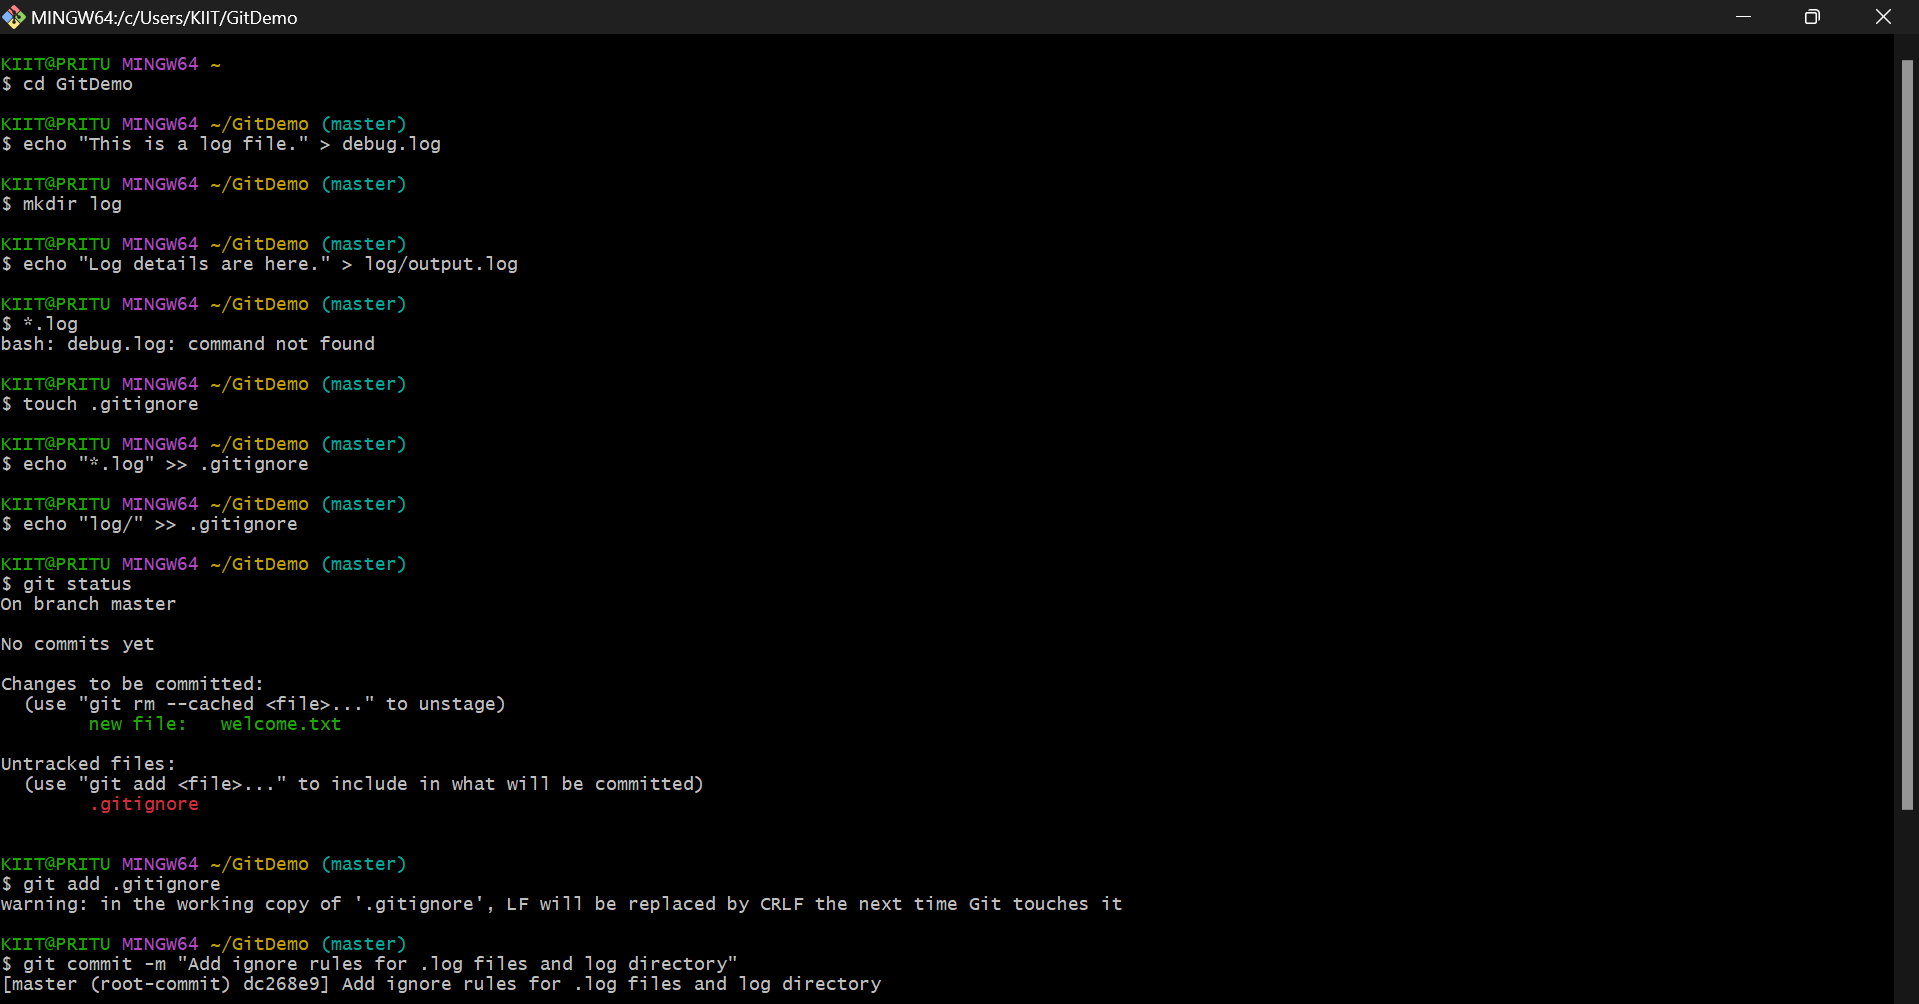 MINGW64:/c/Users/KIIT/GitDemo
KIIT@PRITU MINGW64 ~
$ cd GitDemo
KIIT@PRITU MINGW64 ~/GitDemo (master)
$ echo "This is a log file." > debug.log
KIIT@PRITU MINGW64 ~/GitDemo (master)
$ mkdir log
KIIT@PRITU MINGW64 ~/GitDemo (master)
$ echo "Log details are here." > log/output.log
KIIT@PRITU MINGW64 ~/GitDemo (master)
$ *.log
bash: debug.log: command not found
KIIT@PRITU MINGW64 ~/GitDemo (master)
$ touch .gitignore
KIIT@PRITU MINGW64 ~/GitDemo (master)
$ echo "*.log" >> .gitignore
KIIT@PRITU MINGW64 ~/GitDemo (master)
$ echo "log/" >> .gitignore
KIIT@PRITU MINGW64 ~/GitDemo (master)
$ git status
On branch master
No commits yet
Changes to be committed:
  (use "git rm --cached <file>..." to unstage)
        new file:   welcome.txt
Untracked files:
  (use "git add <file>..." to include in what will be committed)
        .gitignore
KIIT@PRITU MINGW64 ~/GitDemo (master)
$ git add .gitignore
warning: in the working copy of '.gitignore', LF will be replaced by CRLF the next time Git touches it
KIIT@PRITU MINGW64 ~/GitDemo (master)
$ git commit -m "Add ignore rules for .log files and log directory"
[master (root-commit) dc268e9] Add ignore rules for .log files and log directory